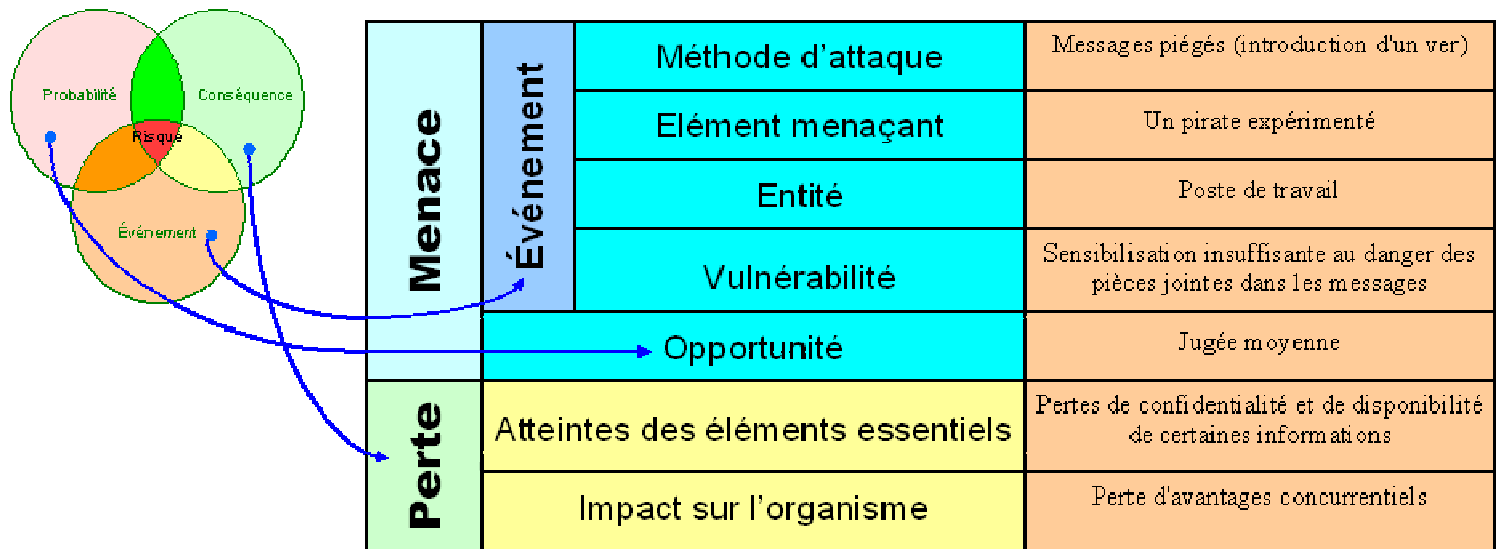 Probabilité
Conséquence
Risque
Événement
Menace
Événement
Méthode d'attaque
Messages piégés (introduction d'un ver)
Elément menaçant
Un pirate expérimenté
Entité
Poste de travail
Vulnérabilité
Sensibilisation insuffisante au danger des
pièces jointes dans les messages
Opportunité
Jugée moyenne
Perte
Atteintes des éléments essentiels
Pertes de confidentialité et de disponibilité
de certaines informations
Impact sur l'organisme
Perte d'avantages concurrentiels